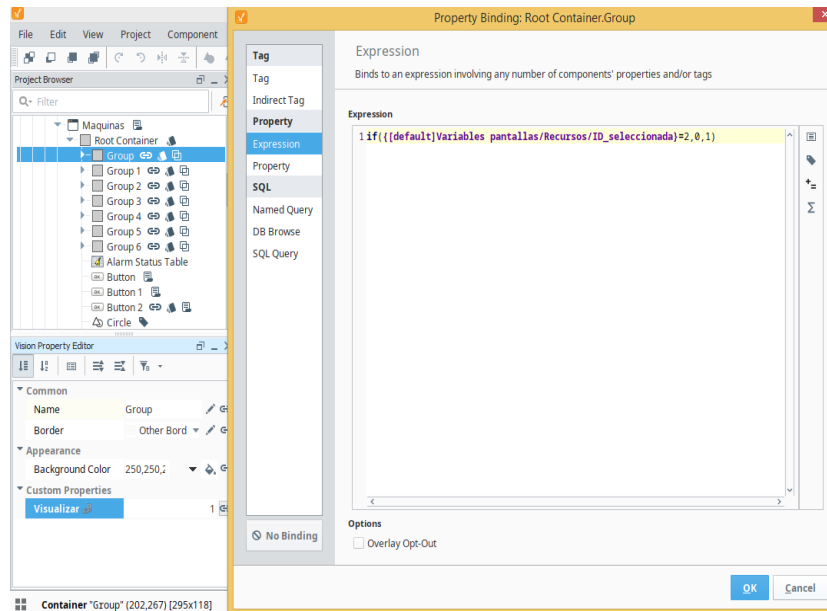 Property Binding: Root Container.Group
File Edit View Project Component
Project Browser
Filter
Maquinas
Root Container
Group
Group 1
Group 2
Group 3
Group 4
Group 5
Group 6
Alarm Status Table
Button
Button 1
Button 2
Circle
Vision Property Editor
Common
Name Group
Border Other Bord
Appearance
Background Color 250,250,2
Custom Properties
Visualizar 1
Container "Group" (202,267) [295x118]
Tag
Tag
Indirect Tag
Property
Expression
Property
SQL
Named Query
DB Browse
SQL Query
No Binding
Expression
Binds to an expression involving any number of components' properties and/or tags
Expression
1 if({[default]Variables pantallas/Recursos/ID_seleccionada}=2,0,1)
Options
Overlay Opt-Out
OK Cancel